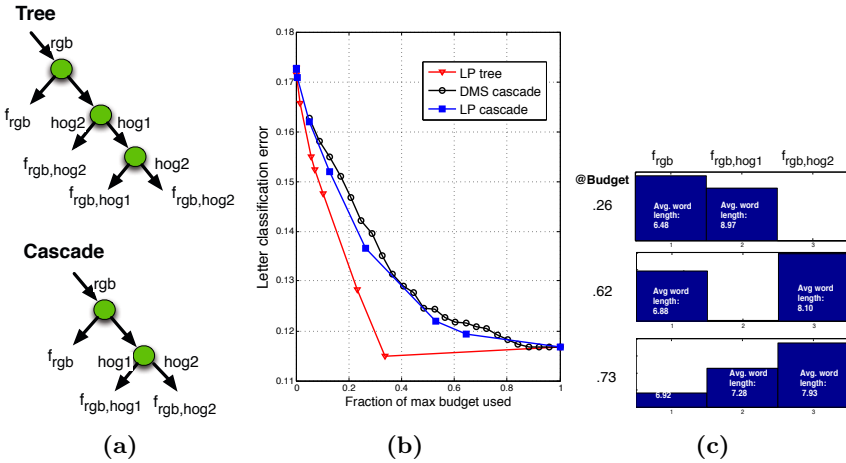 Tree
rgb
f_rgb
hog2 hog1
f_rgb,hog2
hog2
f_rgb,hog1
f_rgb,hog2
Cascade
rgb
f_rgb
hog1 hog2
f_rgb,hog1
f_rgb,hog2
(a)
0.18
0.17
0.16
0.15
0.14
0.13
0.12
0.11
Letter classification error
LP tree
DMS cascade
LP cascade
0 0.2 0.4 0.6 0.8 1
Fraction of max budget used
(b)
f_rgb f_rgb,hog1 f_rgb,hog2
@Budget
.26
Avg. word length: 6.48
Avg. word length: 8.97
1 2 3
.62
Avg word length: 6.88
Avg word length: 8.10
1 2 3
.73
6.92
Avg. word length: 7.28
Avg. word length: 7.93
1 2 3
(c)